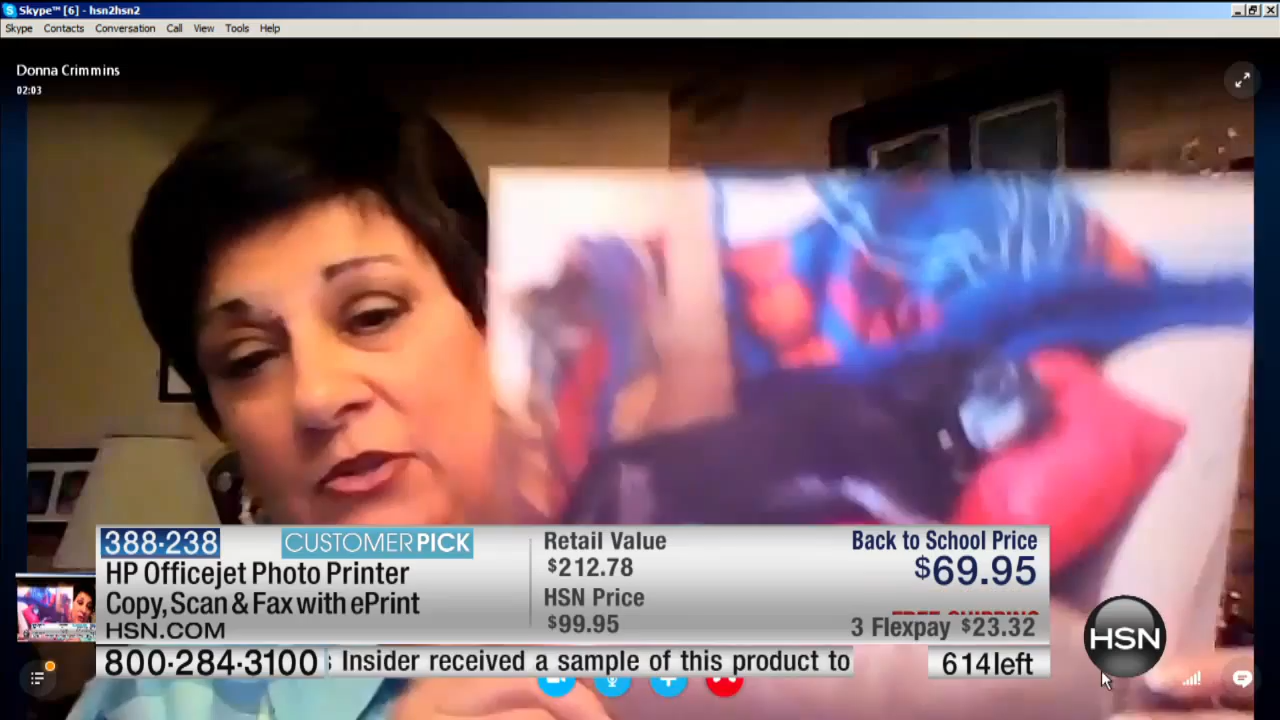 Skype™ [6] - hsn2hsn2
Skype Contacts Conversation Call View Tools Help
Donna Crimmins
02:03
388-238 CUSTOMER PICK
HP Officejet Photo Printer
Copy, Scan & Fax with ePrint
HSN.COM
Retail Value
$212.78
HSN Price
$99.95
Back to School Price
$69.95
FREE SHIPPING
3 Flexpay $23.32
HSN
800-284-3100 Insider received a sample of this product to 614 left